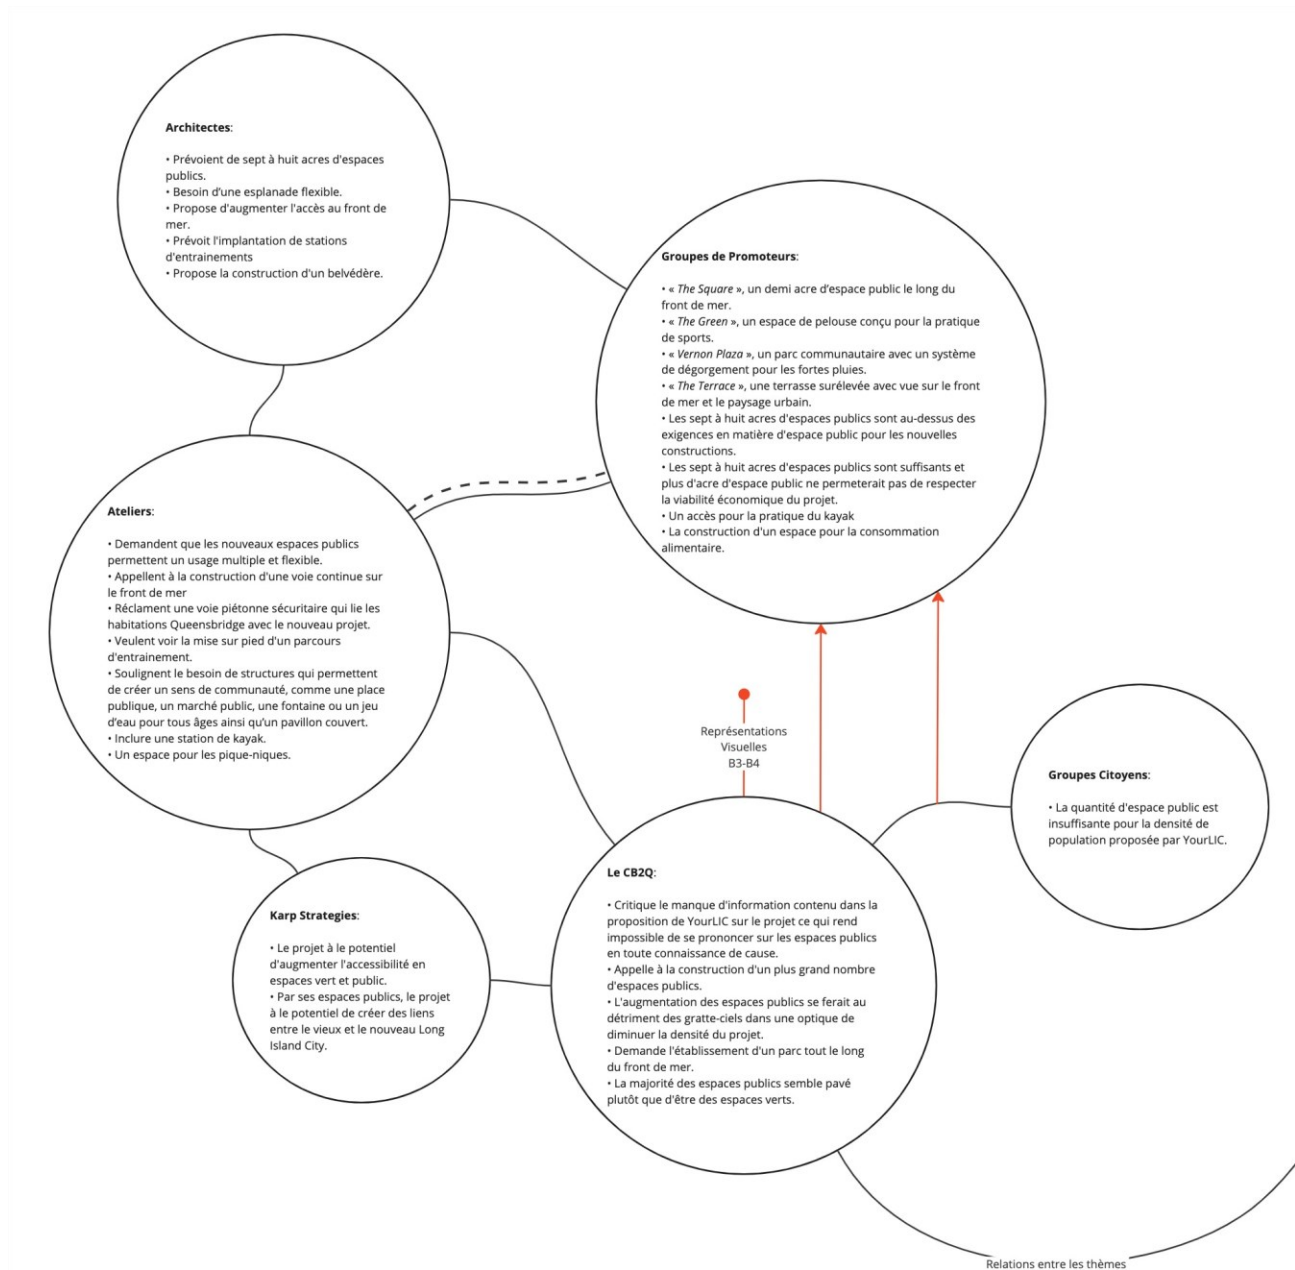 Architectes:
• Prévoient de sept à huit acres d'espaces
publics.
• Besoin d'une esplanade flexible.
• Propose d'augmenter l'accès au front de
mer.
• Prévoit l'implantation de stations
d'entrainements
• Propose la construction d'un belvédère.
Groupes de Promoteurs:
• « The Square », un demi acre d'espace public le long du
front de mer.
• « The Green », un espace de pelouse conçu pour la pratique
de sports.
• « Vernon Plaza », un parc communautaire avec un système
de dégorgement pour les fortes pluies.
• « The Terrace », une terrasse surélevée avec vue sur le front
de mer et le paysage urbain.
• Les sept à huit acres d'espaces publics sont au-dessus des
exigences en matière d'espace public pour les nouvelles
constructions.
• Les sept à huit acres d'espaces publics sont suffisants et
plus d'acre d'espace public ne permeterait pas de respecter
la viabilité économique du projet.
• Un accès pour la pratique du kayak
• La construction d'un espace pour la consommation
alimentaire.
Ateliers:
• Demandent que les nouveaux espaces publics
permettent un usage multiple et flexible.
• Appellent à la construction d'une voie continue sur
le front de mer
• Réclament une voie piétonne sécuritaire qui lie les
habitations Queensbridge avec le nouveau projet.
• Veulent voir la mise sur pied d'un parcours
d'entrainement.
• Soulignent le besoin de structures qui permettent
de créer un sens de communauté, comme une place
publique, un marché public, une fontaine ou un jeu
d'eau pour tous âges ainsi qu'un pavillon couvert.
• Inclure une station de kayak.
• Un espace pour les pique-niques.
Représentations
Visuelles
B3-B4
Groupes Citoyens:
• La quantité d'espace public est
insuffisante pour la densité de
population proposée par YourLIC.
Karp Strategies:
• Le projet à le potentiel
d'augmenter l'accessibilité en
espaces vert et public.
• Par ses espaces publics, le projet
à le potentiel de créer des liens
entre le vieux et le nouveau Long
Island City.
Le CB2Q:
• Critique le manque d'information contenu dans la
proposition de YourLIC sur le projet ce qui rend
impossible de se prononcer sur les espaces publics
en toute connaissance de cause.
• Appelle à la construction d'un plus grand nombre
d'espaces publics.
• L'augmentation des espaces publics se ferait au
détriment des gratte-ciels dans une optique de
diminuer la densité du projet.
• Demande l'établissement d'un parc tout le long
du front de mer.
• La majorité des espaces publics semble pavé
plutôt que d'être des espaces verts.
Relations entre les thèmes